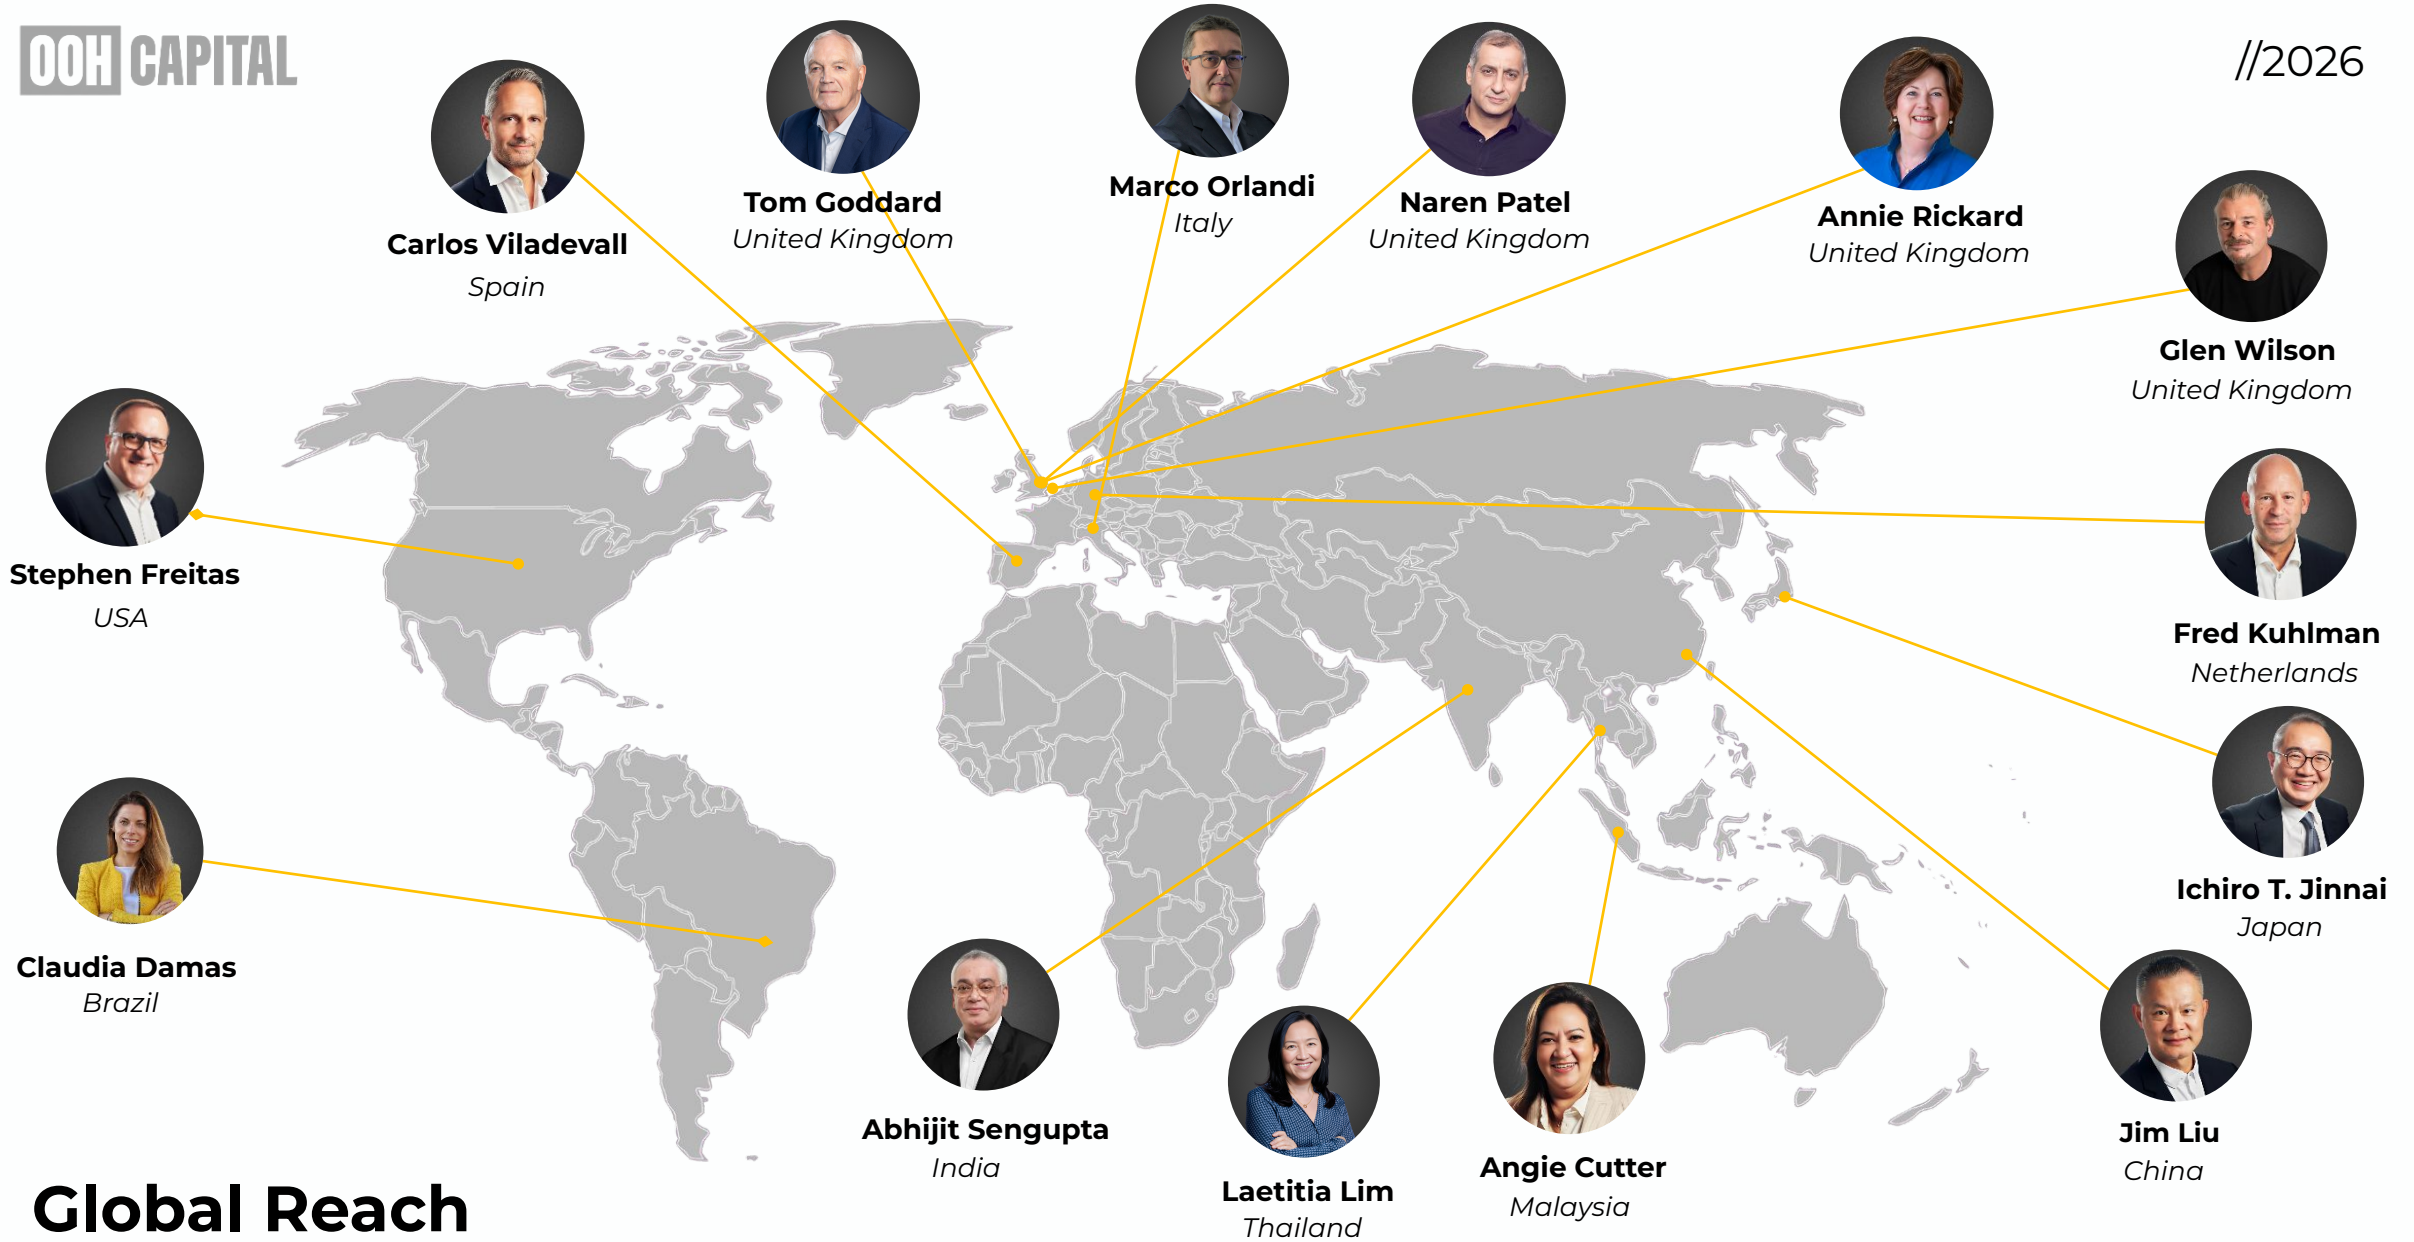 OOH CAPITAL
//2026
Carlos Viladevall
Spain
Tom Goddard
United Kingdom
Marco Orlandi
Italy
Naren Patel
United Kingdom
Annie Rickard
United Kingdom
Glen Wilson
United Kingdom
Stephen Freitas
USA
Fred Kuhlman
Netherlands
Ichiro T. Jinnai
Japan
Claudia Damas
Brazil
Abhijit Sengupta
India
Laetitia Lim
Thailand
Angie Cutter
Malaysia
Jim Liu
China
Global Reach